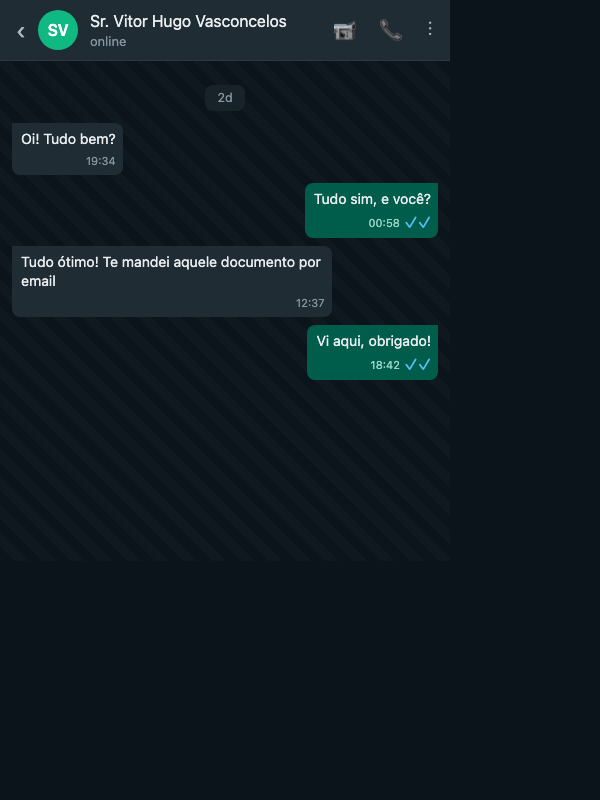 Sr. Vitor Hugo Vasconcelos
SV
online
2d
Oi! Tudo bem?
19:34
Tudo sim, e você?
00:58
Tudo ótimo! Te mandei aquele documento por
email
12:37
Vi aqui, obrigado!
18:42